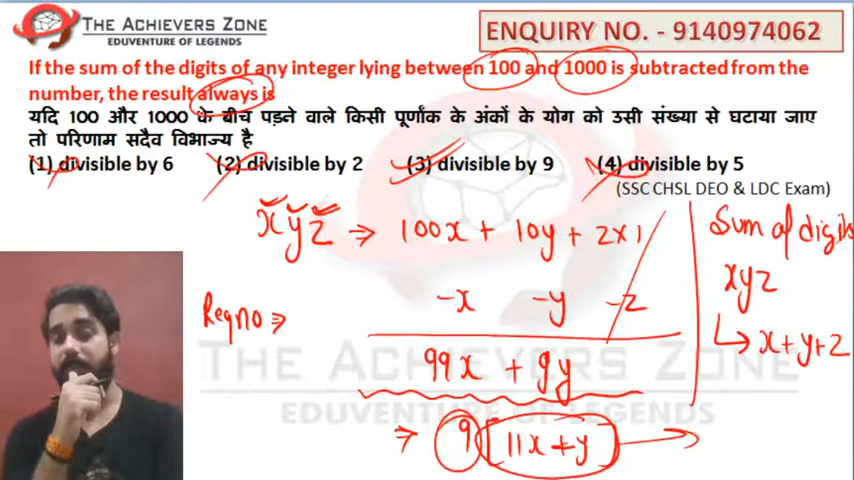 THE ACHIEVERS ZONE
EDUVENTURE OF LEGENDS
ENQUIRY NO. - 9140974062
If the sum of the digits of any integer lying between 100 and 1000 is subtracted from the
number, the result always is
यदि 100 और 1000 के बीच पड़ने वाले किसी पूर्णांक के अंकों के योग को उसी संख्या से घटाया जाए
तो परिणाम सदैव विभाज्य है
(1) divisible by 6 (2) divisible by 2 (3) divisible by 9 (4) divisible by 5
(SSC CHSL DEO & LDC Exam)
xyz ⇒ 100x + 10y + z×1
-x -y -z
Reqno ⇒
99x + 9y
⇒ 9[11x+y]
Sum of digits
xyz
↳ x+y+z
THE ACHIEVERS ZONE
EDUVENTURE OF LEGENDS